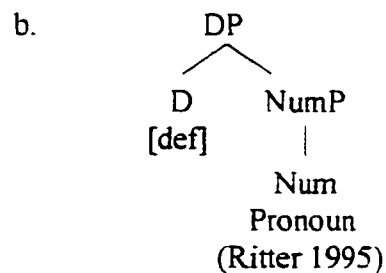 b. DP
D NumP
[def]
Num
Pronoun
(Ritter 1995)